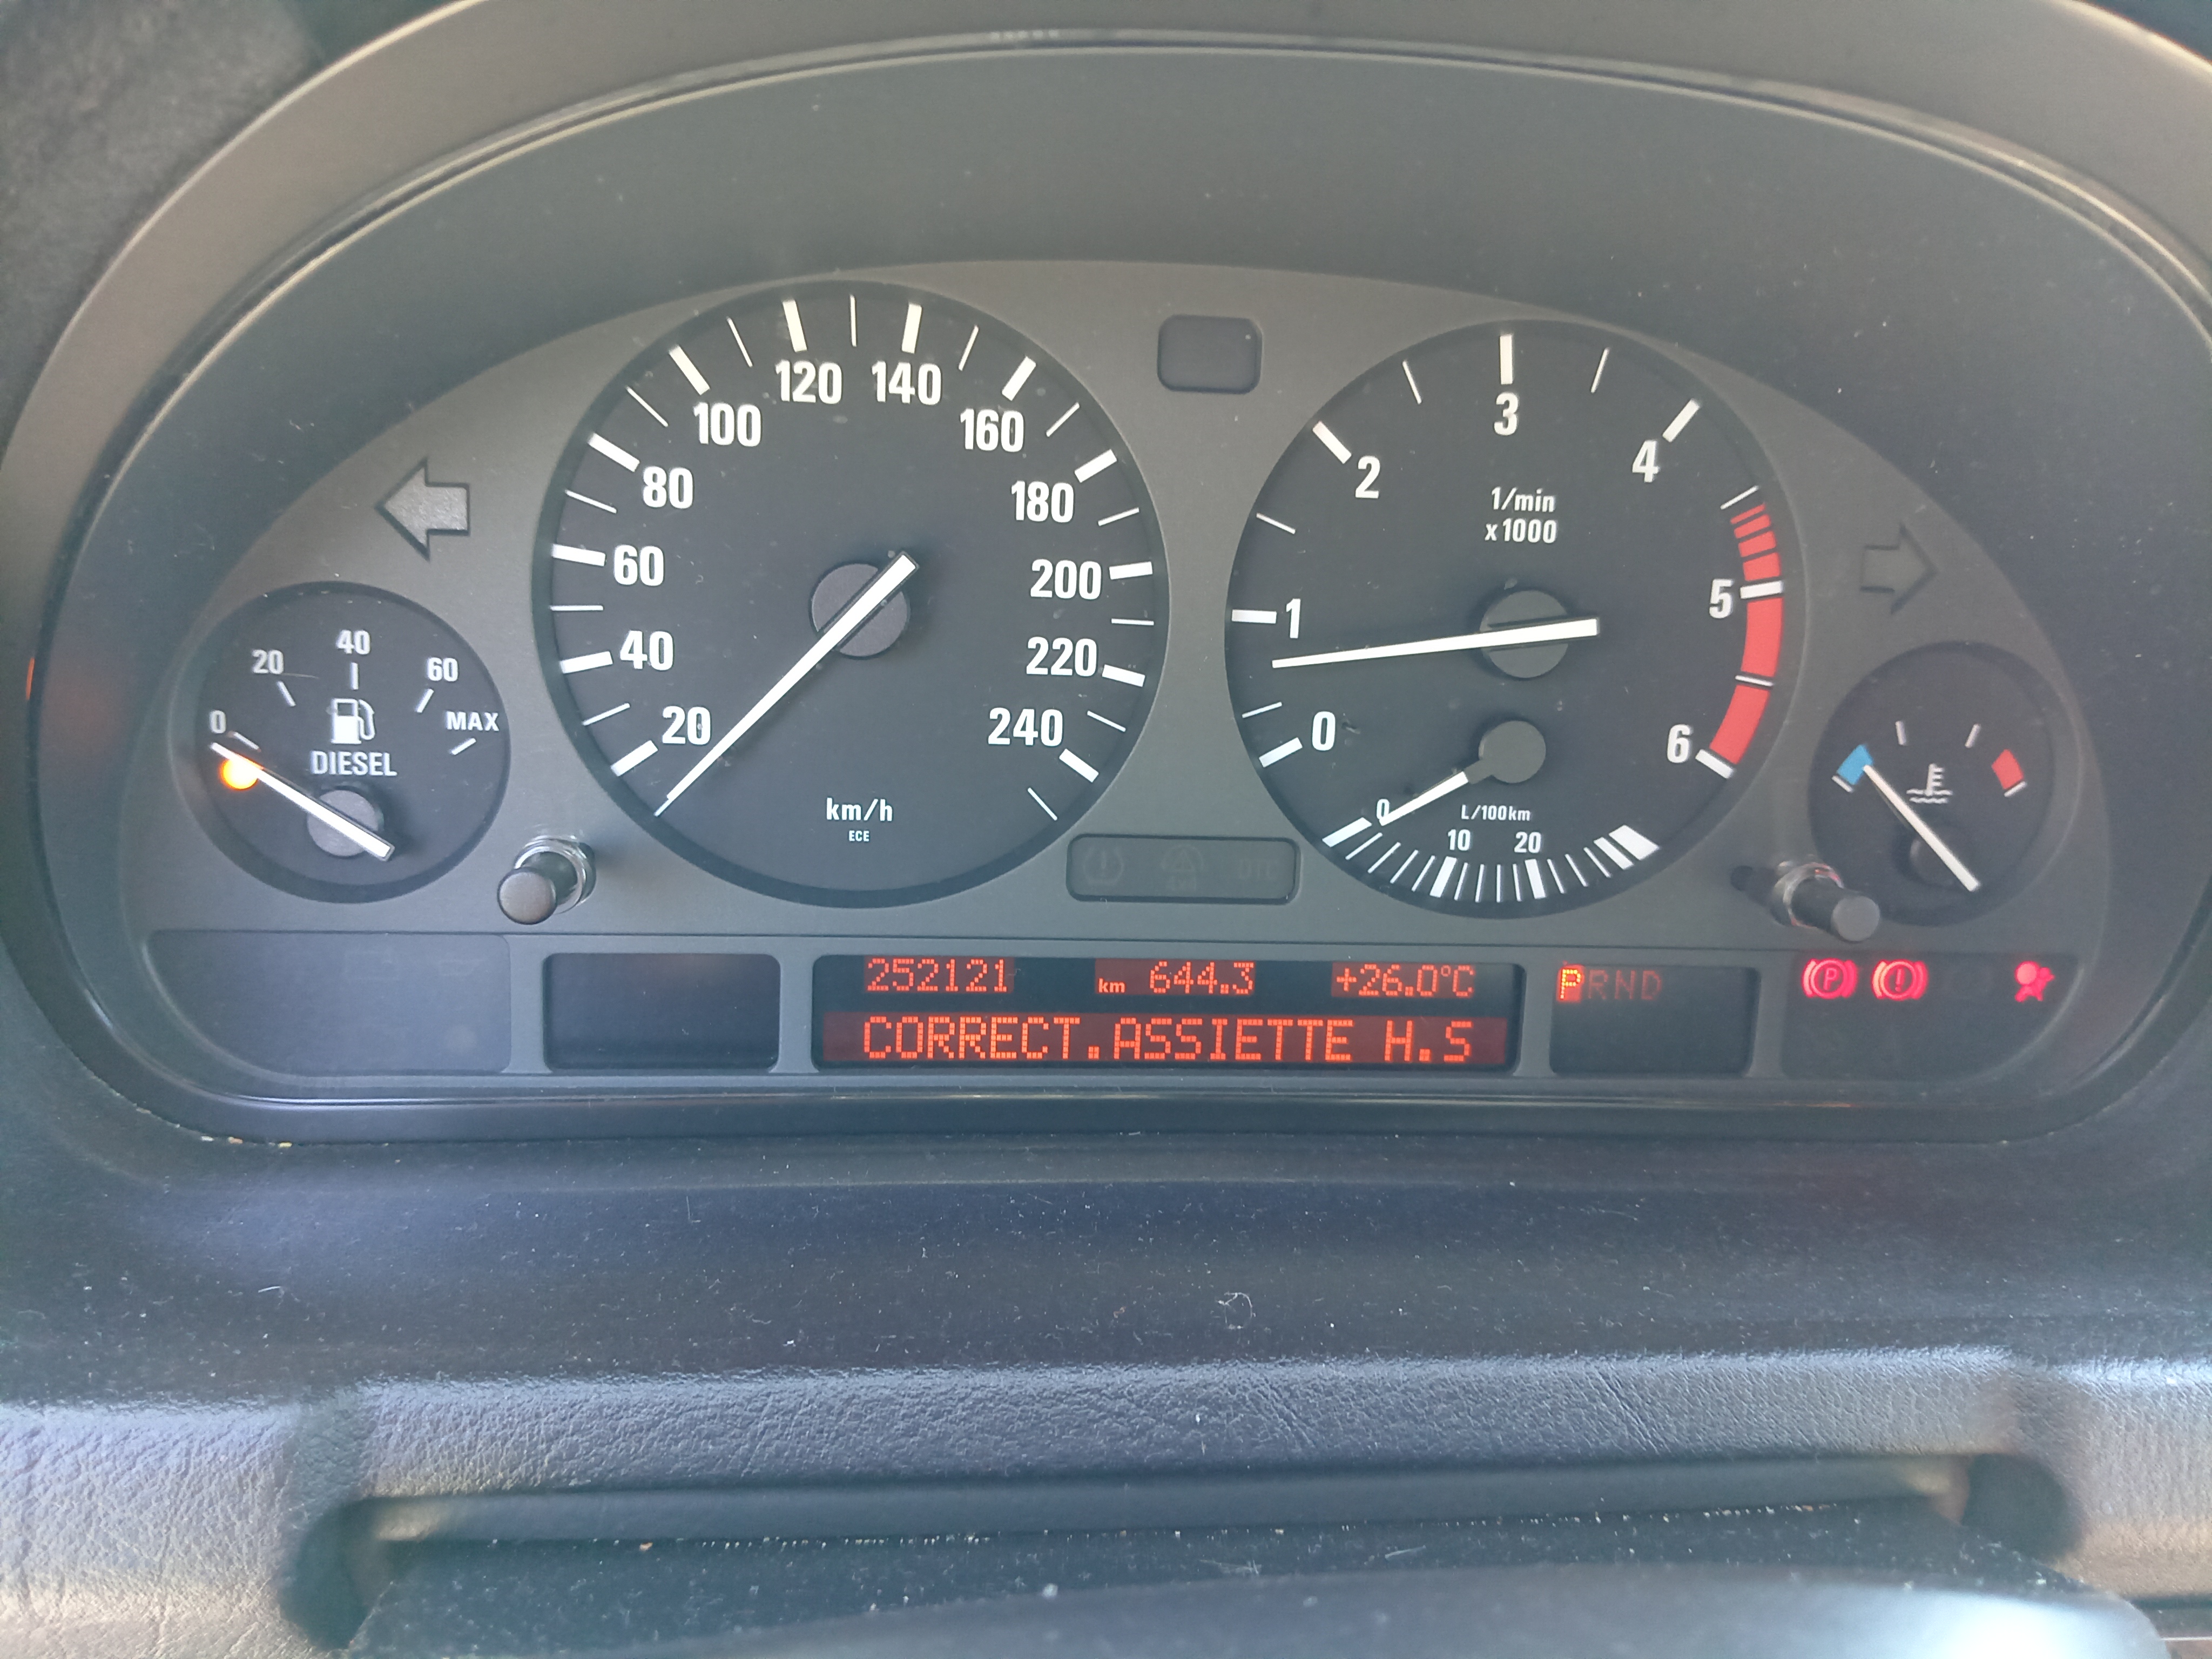 0
20
40
60
MAX
DIESEL
20
40
60
80
100
120
140
160
180
200
220
240
km/h
ECE
0
1
2
3
4
5
6
1/min
x1000
0
10
20
L/100km
252121 km 644.3 +26.0°C
CORRECT.ASSIETTE H.S
PRND
P